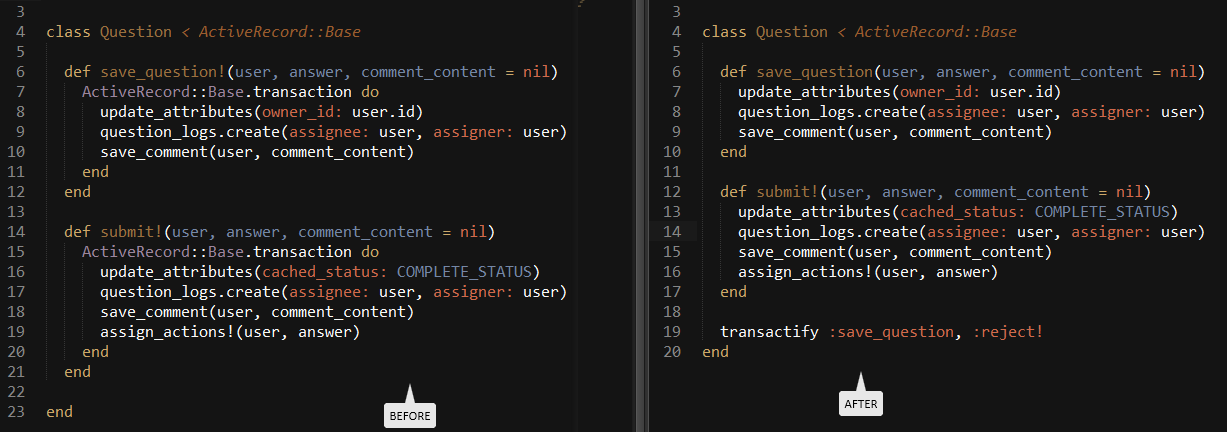 3
4 class Question < ActiveRecord::Base
5
6 def save_question!(user, answer, comment_content = nil)
7 ActiveRecord::Base.transaction do
8 update_attributes(owner_id: user.id)
9 question_logs.create(assignee: user, assigner: user)
10 save_comment(user, comment_content)
11 end
12 end
13
14 def submit!(user, answer, comment_content = nil)
15 ActiveRecord::Base.transaction do
16 update_attributes(cached_status: COMPLETE_STATUS)
17 question_logs.create(assignee: user, assigner: user)
18 save_comment(user, comment_content)
19 assign_actions!(user, answer)
20 end
21 end
22
23 end
BEFORE
3
4 class Question < ActiveRecord::Base
5
6 def save_question(user, answer, comment_content = nil)
7 update_attributes(owner_id: user.id)
8 question_logs.create(assignee: user, assigner: user)
9 save_comment(user, comment_content)
10 end
11
12 def submit!(user, answer, comment_content = nil)
13 update_attributes(cached_status: COMPLETE_STATUS)
14 question_logs.create(assignee: user, assigner: user)
15 save_comment(user, comment_content)
16 assign_actions!(user, answer)
17 end
18
19 transactify :save_question, :reject!
20 end
AFTER